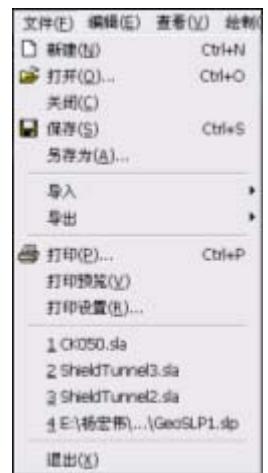 文件(F) 编辑(E) 查看(V) 绘制(
新建(N) Ctrl+N
打开(O)... Ctrl+O
关闭(C)
保存(S) Ctrl+S
另存为(A)...
导入
导出
打印(P)... Ctrl+P
打印预览(V)
打印设置(R)...
1 CK050.sla
2 ShieldTunnel3.sla
3 ShieldTunnel2.sla
4 E:\杨宏伟\...\GeoSLP1.slp
退出(X)